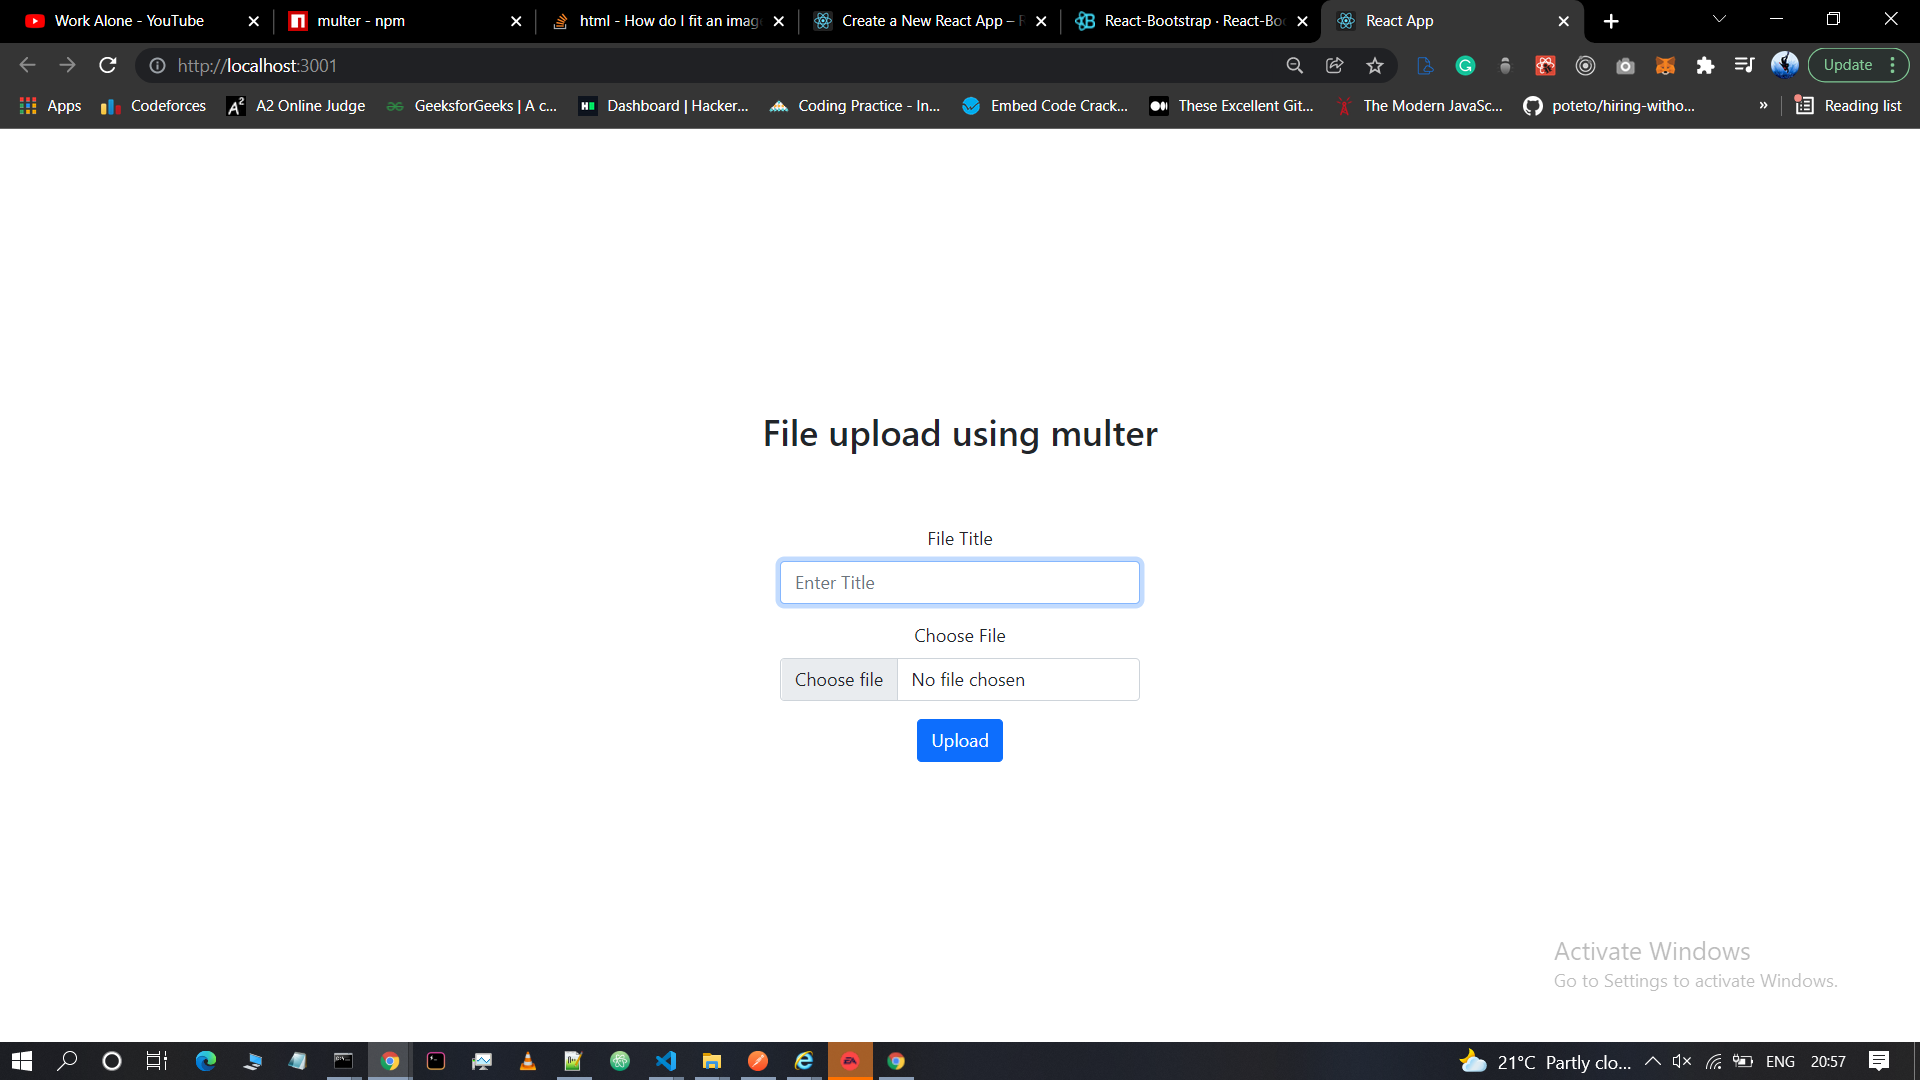 Work Alone - YouTube
multer - npm
html - How do I fit an imag
Create a New React App – R
React-Bootstrap · React-Bo
React App
http://localhost:3001
Update
Apps
Codeforces
A2 Online Judge
GeeksforGeeks | A c...
Dashboard | Hacker...
Coding Practice - In...
Embed Code Crack...
These Excellent Git...
The Modern JavaSc...
poteto/hiring-witho...
»
Reading list
File upload using multer
File Title
Enter Title
Choose File
Choose file No file chosen
Upload
Activate Windows
Go to Settings to activate Windows.
21°C Partly clo...
ENG
20:57